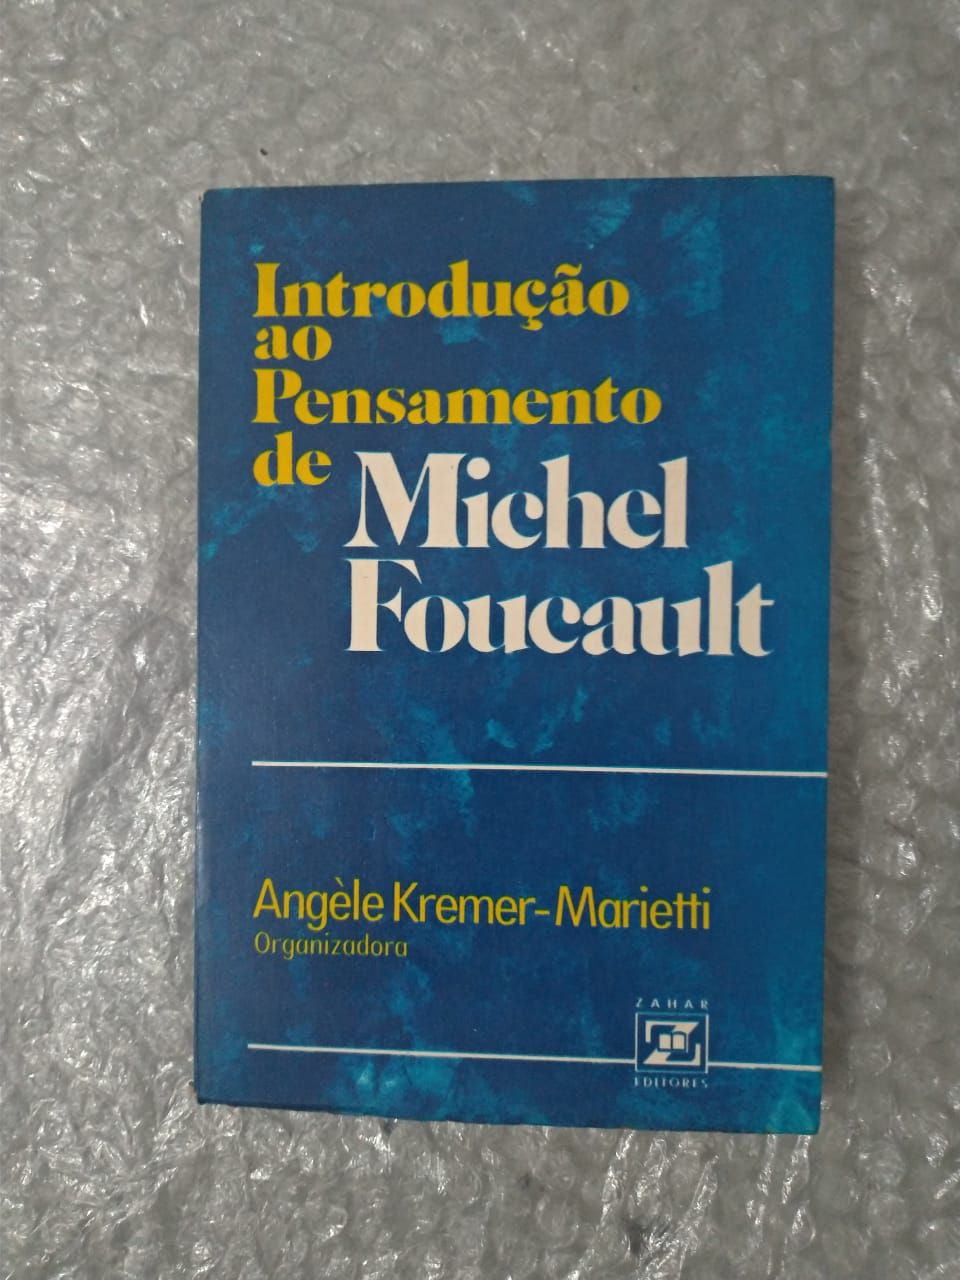 Introdução
ao
Pensamento
de
Michel
Foucault
Angèle Kremer-Marietti
Organizadora
ZAHAR
EDITORES